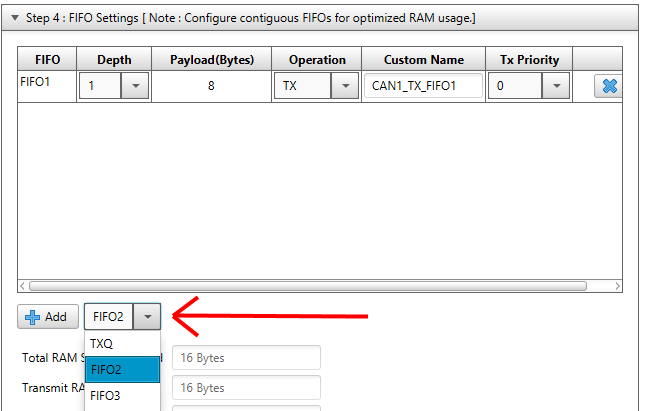 Step 4 : FIFO Settings [ Note : Configure contiguous FIFOs for optimized RAM usage.]
FIFO Depth Payload(Bytes) Operation Custom Name Tx Priority
FIFO1 1 8 TX CAN1_TX_FIFO1 0
Add FIFO2
TXQ
Total RAM 16 Bytes
FIFO2
Transmit RA 16 Bytes
FIFO3